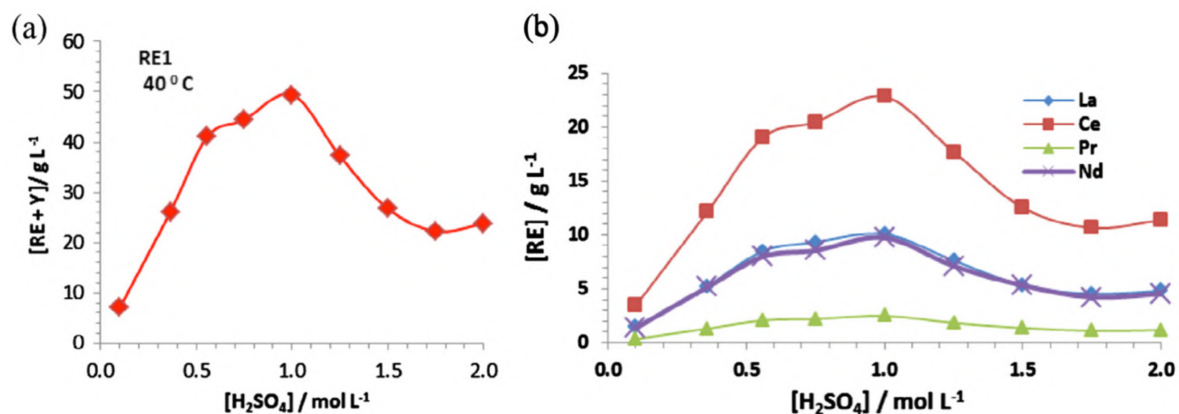 (a)
60
50
40
30
20
10
0
[RE+Y]/g L⁻¹
RE1
40 ⁰ C
0.0 0.5 1.0 1.5 2.0
[H₂SO₄] / mol L⁻¹
(b)
25
20
15
10
5
0
[RE] / g L⁻¹
La
Ce
Pr
Nd
0.0 0.5 1.0 1.5 2.0
[H₂SO₄] / mol L⁻¹